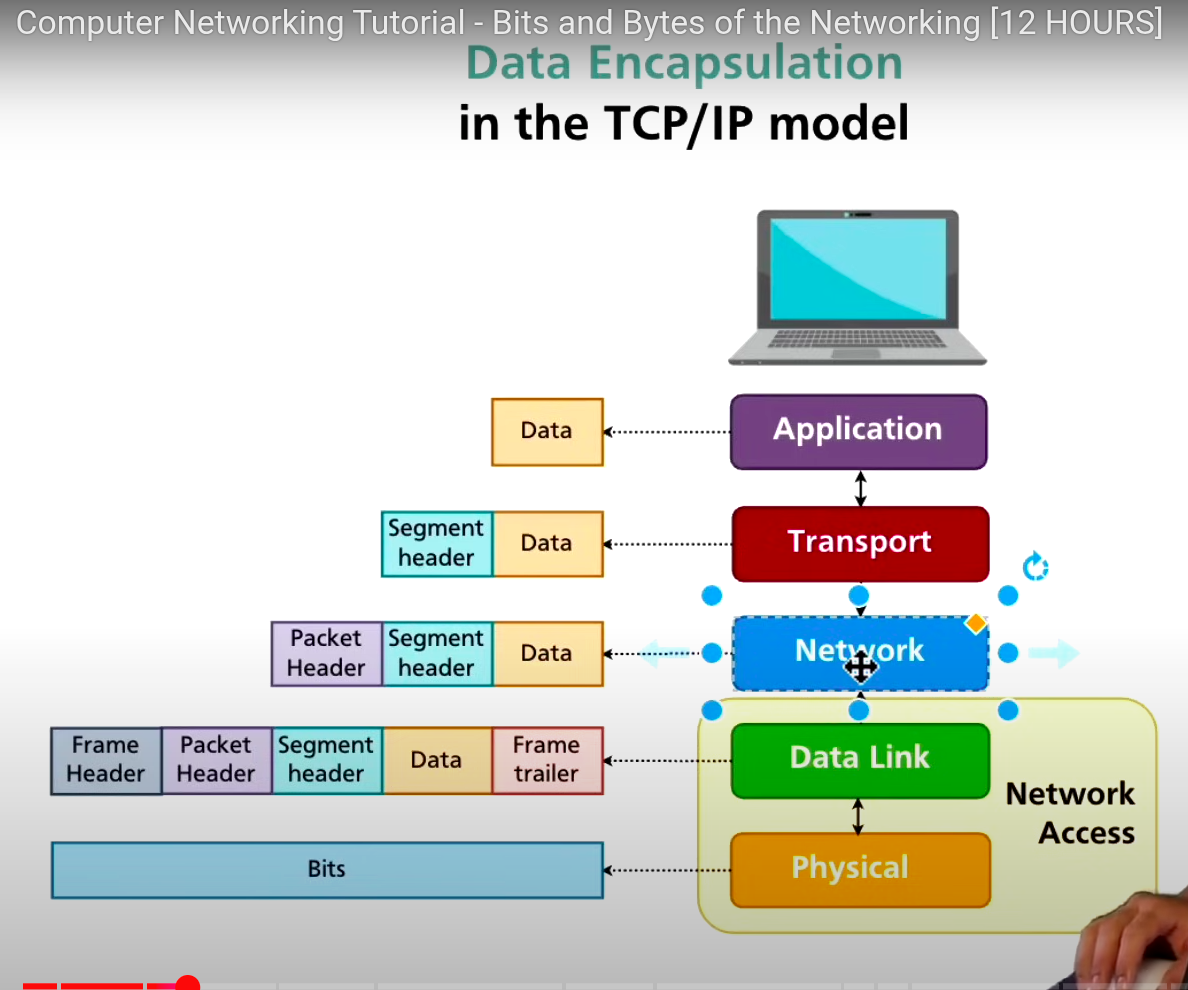 Computer Networking Tutorial - Bits and Bytes of the Networking [12 HOURS]
Data Encapsulation
in the TCP/IP model
Data
Application
Segment
header
Data
Transport
Packet
Header
Segment
header
Data
Network
Frame
Header
Packet
Header
Segment
header
Data
Frame
trailer
Data Link
Network
Access
Bits
Physical